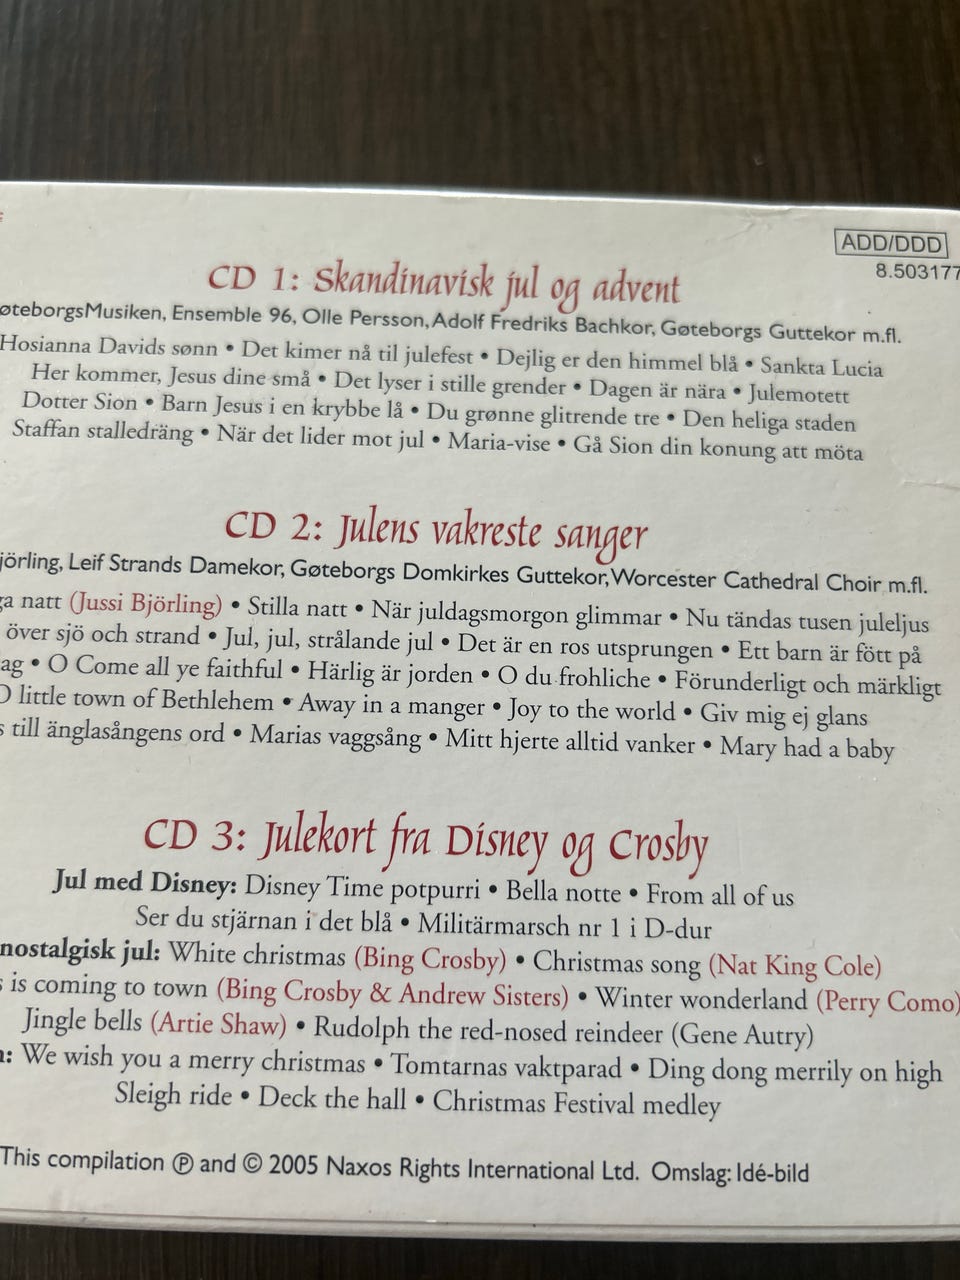 ADD/DDD
8.503177
CD 1: Skandinavisk jul og advent
øteborgsMusiken, Ensemble 96, Olle Persson, Adolf Fredriks Bachkor, Gøteborgs Guttekor m.fl.
Hosianna Davids sønn • Det kimer nå til julefest • Dejlig er den himmel blå • Sankta Lucia
Her kommer, Jesus dine små • Det lyser i stille grender • Dagen är nära • Julemotett
Dotter Sion • Barn Jesus i en krybbe lå • Du grønne glitrende tre • Den heliga staden
Staffan stalledräng • När det lider mot jul • Maria-vise • Gå Sion din konung att möta
CD 2: Julens vakreste sanger
jörling, Leif Strands Damekor, Gøteborgs Domkirkes Guttekor, Worcester Cathedral Choir m.fl.
ga natt (Jussi Björling) • Stilla natt • När juldagsmorgon glimmar • Nu tändas tusen juleljus
över sjö och strand • Jul, jul, strålande jul • Det är en ros utsprungen • Ett barn är fött på
ag • O Come all ye faithful • Härlig är jorden • O du frohliche • Förunderligt och märkligt
O little town of Bethlehem • Away in a manger • Joy to the world • Giv mig ej glans
s till änglasångens ord • Marias vaggsång • Mitt hjerte alltid vanker • Mary had a baby
CD 3: Julekort fra Disney og Crosby
Jul med Disney: Disney Time potpurri • Bella notte • From all of us
Ser du stjärnan i det blå • Militärmarsch nr 1 i D-dur
nostalgisk jul: White christmas (Bing Crosby) • Christmas song (Nat King Cole)
s is coming to town (Bing Crosby & Andrew Sisters) • Winter wonderland (Perry Como)
Jingle bells (Artie Shaw) • Rudolph the red-nosed reindeer (Gene Autry)
: We wish you a merry christmas • Tomtarnas vaktparad • Ding dong merrily on high
Sleigh ride • Deck the hall • Christmas Festival medley
This compilation ℗ and © 2005 Naxos Rights International Ltd. Omslag: Idé-bild